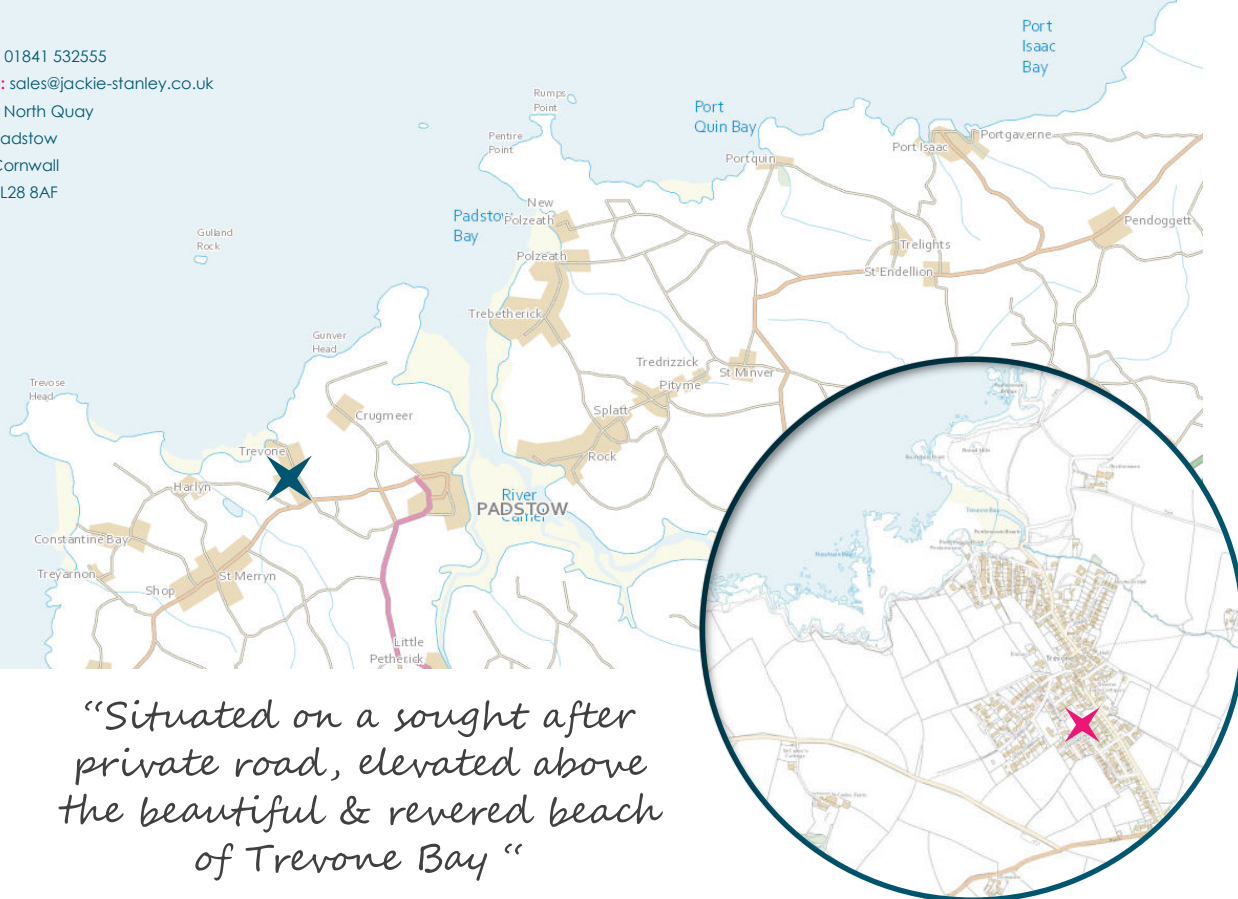 01841 532555
: sales@jackie-stanley.co.uk
North Quay
adstow
Cornwall
L28 8AF
Port
Isaac
Bay
Rumps
Point
Port
Quin Bay
Pentire
Point
Portgaverne
Port Isaac
Portquin
New
Polzeath
Padstow
Bay
Pendoggett
Gulland
Rock
Trelights
Polzeath
St Endellion
Trebetherick
Gunver
Head
Tredrizzick
St Minver
Trevose
Head
Pityme
Splatt
Crugmeer
Trevone
Rock
Harlyn
River
Camel
PADSTOW
Constantine Bay
Treyarnon
St Merryn
Shop
Little
Petherick
Trevone Bay
“Situated on a sought after
private road, elevated above
the beautiful & revered beach
of Trevone Bay “